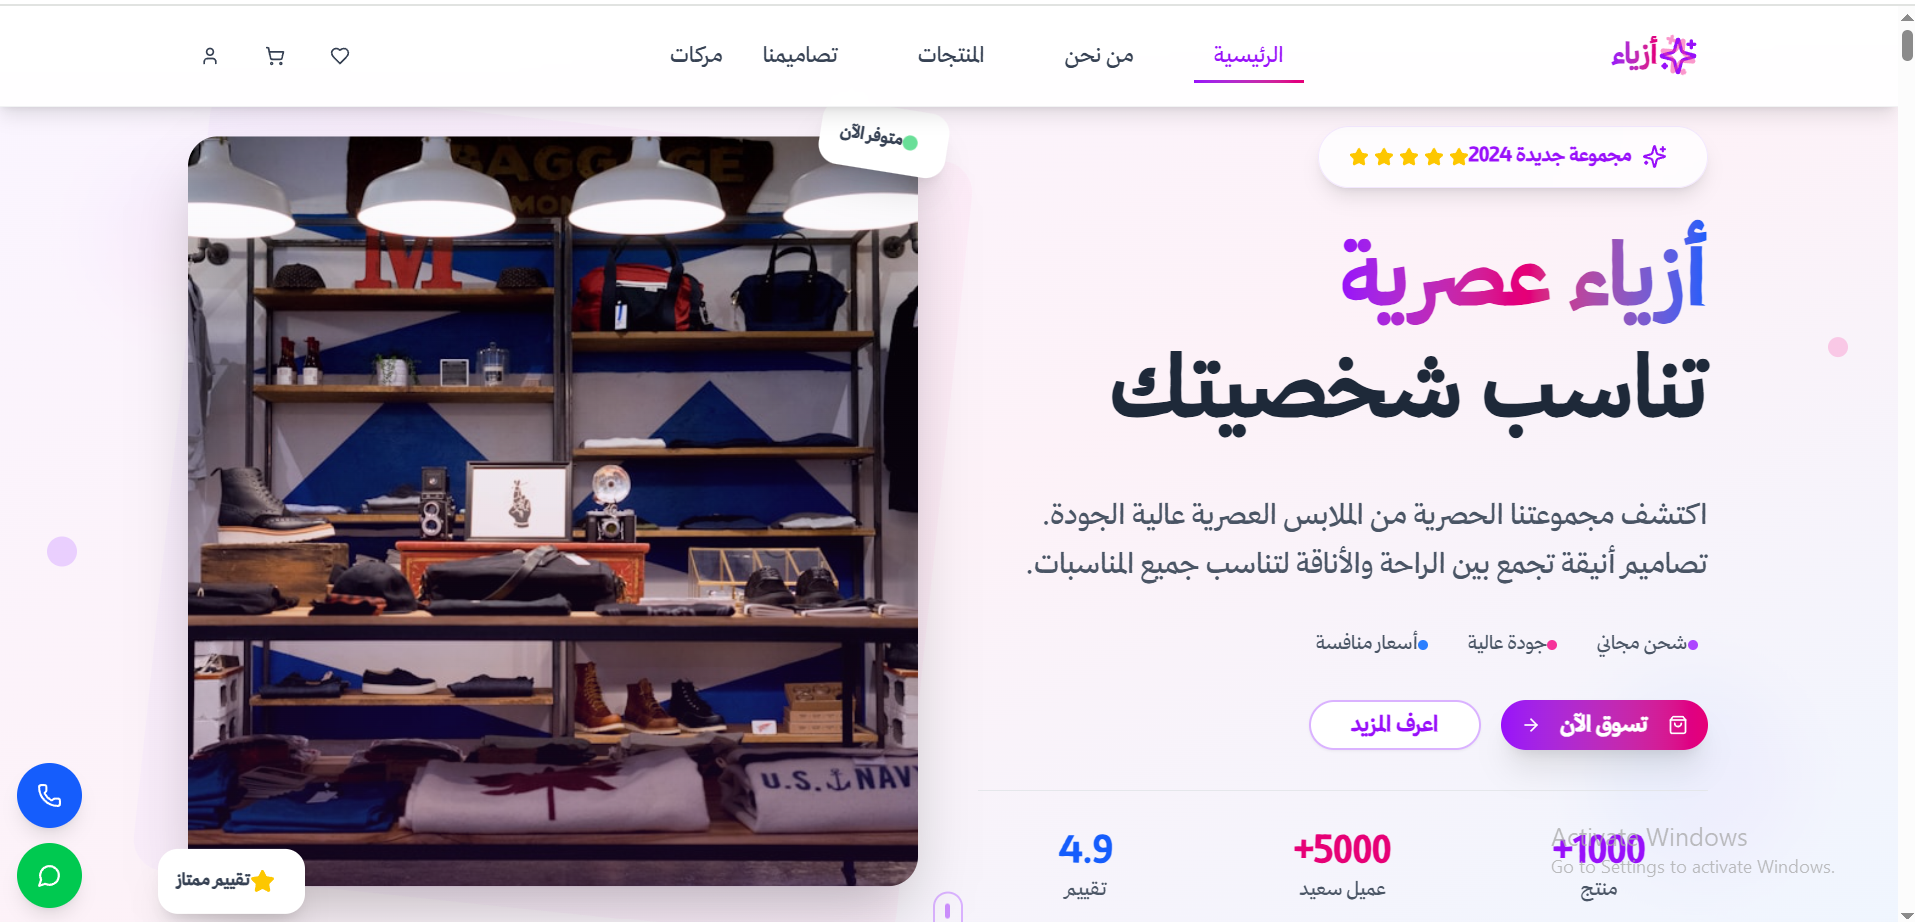 أزياء
الرئيسية
من نحن
المنتجات
تصاميمنا
مركات
مجموعة جديدة 2024
أزياء عصرية
تناسب شخصيتك
اكتشف مجموعتنا الحصرية من الملابس العصرية عالية الجودة.
تصاميم أنيقة تجمع بين الراحة والأناقة لتناسب جميع المناسبات.
شحن مجاني
جودة عالية
أسعار منافسة
تسوق الآن
اعرف المزيد
+1000
منتج
+5000
عميل سعيد
4.9
تقييم
متوفر الآن
BAGGAGE
M
U.S. NAVY
تقييم ممتاز
Activate Windows
Go to Settings to activate Windows.